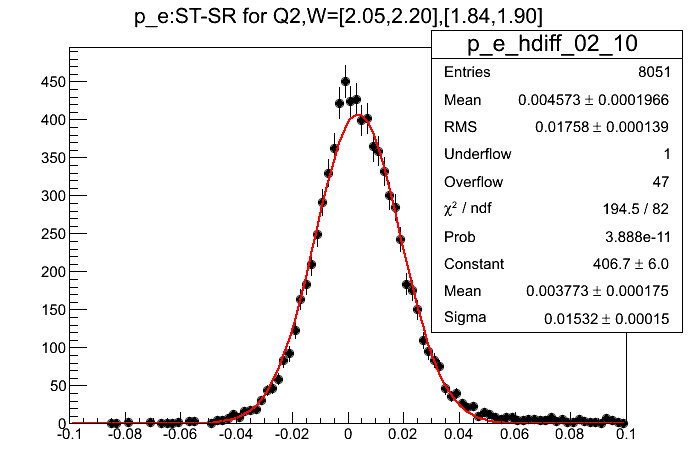 p_e:ST-SR for Q2,W=[2.05,2.20],[1.84,1.90]
p_e_hdiff_02_10
Entries 8051
Mean 0.004573 ± 0.0001966
RMS 0.01758 ± 0.000139
Underflow 1
Overflow 47
χ² / ndf 194.5 / 82
Prob 3.888e-11
Constant 406.7 ± 6.0
Mean 0.003773 ± 0.000175
Sigma 0.01532 ± 0.00015
450
400
350
300
250
200
150
100
50
0
-0.1 -0.08 -0.06 -0.04 -0.02 0 0.02 0.04 0.06 0.08 0.1